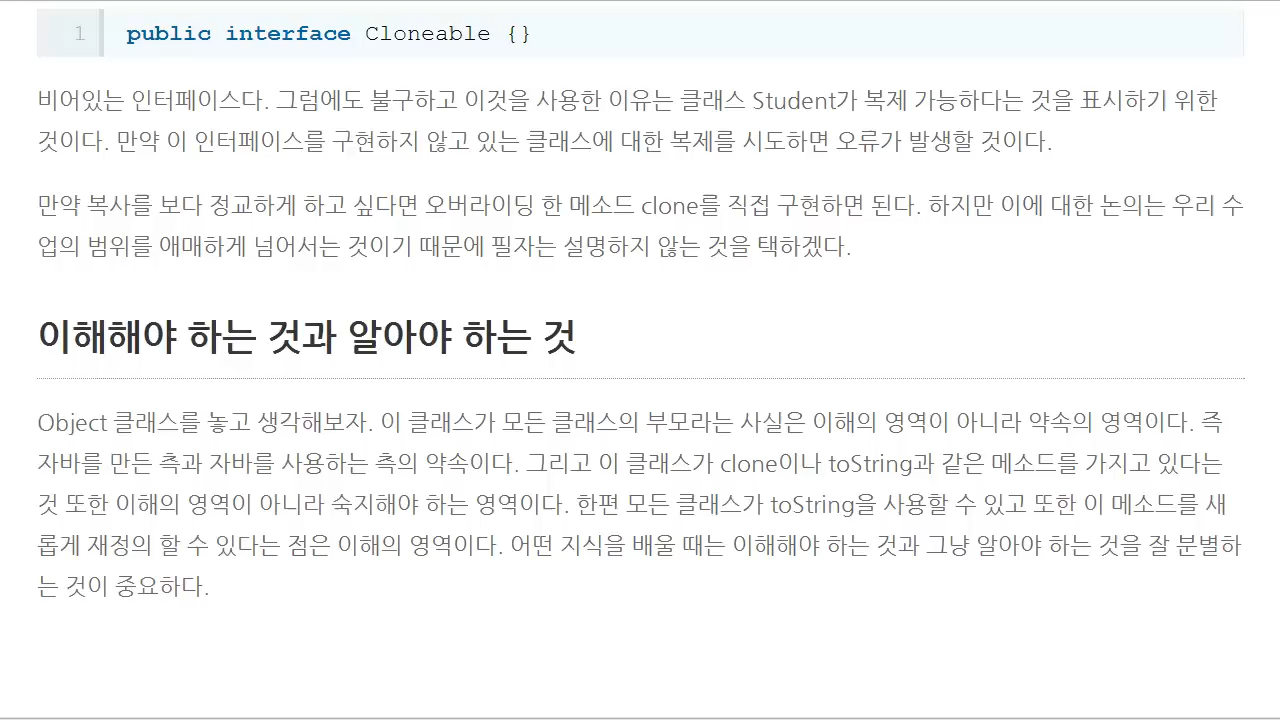 1 public interface Cloneable {}
비어있는 인터페이스다. 그럼에도 불구하고 이것을 사용한 이유는 클래스 Student가 복제 가능하다는 것을 표시하기 위한
것이다. 만약 이 인터페이스를 구현하지 않고 있는 클래스에 대한 복제를 시도하면 오류가 발생할 것이다.
만약 복사를 보다 정교하게 하고 싶다면 오버라이딩 한 메소드 clone를 직접 구현하면 된다. 하지만 이에 대한 논의는 우리 수
업의 범위를 애매하게 넘어서는 것이기 때문에 필자는 설명하지 않는 것을 택하겠다.
이해해야 하는 것과 알아야 하는 것
Object 클래스를 놓고 생각해보자. 이 클래스가 모든 클래스의 부모라는 사실은 이해의 영역이 아니라 약속의 영역이다. 즉
자바를 만든 측과 자바를 사용하는 측의 약속이다. 그리고 이 클래스가 clone이나 toString과 같은 메소드를 가지고 있다는
것 또한 이해의 영역이 아니라 숙지해야 하는 영역이다. 한편 모든 클래스가 toString을 사용할 수 있고 또한 이 메소드를 새
롭게 재정의 할 수 있다는 점은 이해의 영역이다. 어떤 지식을 배울 때는 이해해야 하는 것과 그냥 알아야 하는 것을 잘 분별하
는 것이 중요하다.